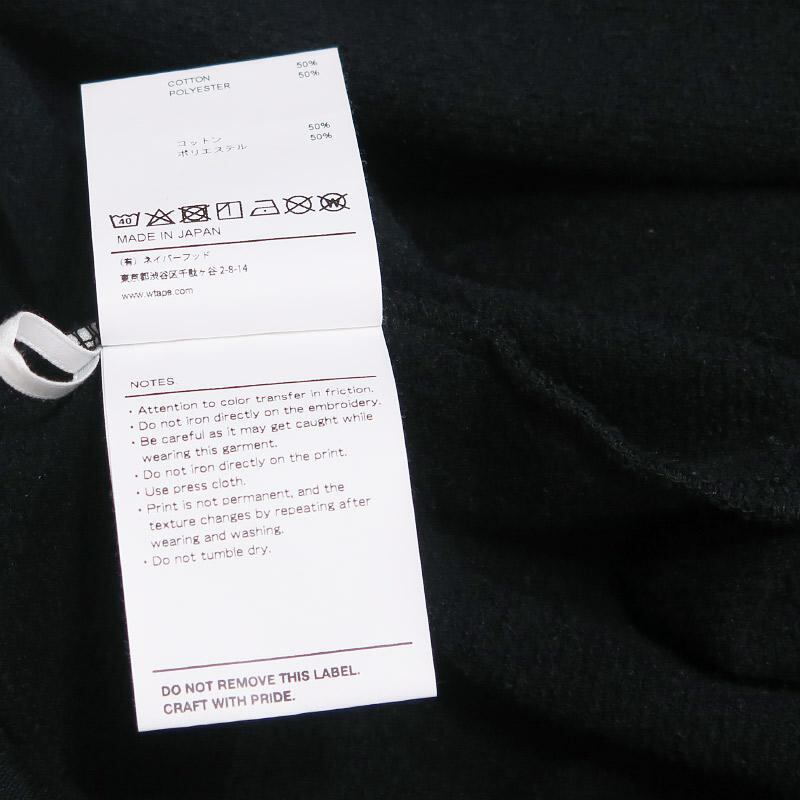 COTTON 50%
POLYESTER 50%
コットン 50%
ポリエステル 50%
40
W
MADE IN JAPAN
(有) ネイバーフッド
東京都渋谷区千駄ヶ谷 2-8-14
www.wtaps.com
NOTES.
・Attention to color transfer in friction.
・Do not iron directly on the embroidery.
・Be careful as it may get caught while
wearing this garment.
・Do not iron directly on the print.
・Use press cloth.
・Print is not permanent, and the
texture changes by repeating after
wearing and washing.
・Do not tumble dry.
DO NOT REMOVE THIS LABEL.
CRAFT WITH PRIDE.